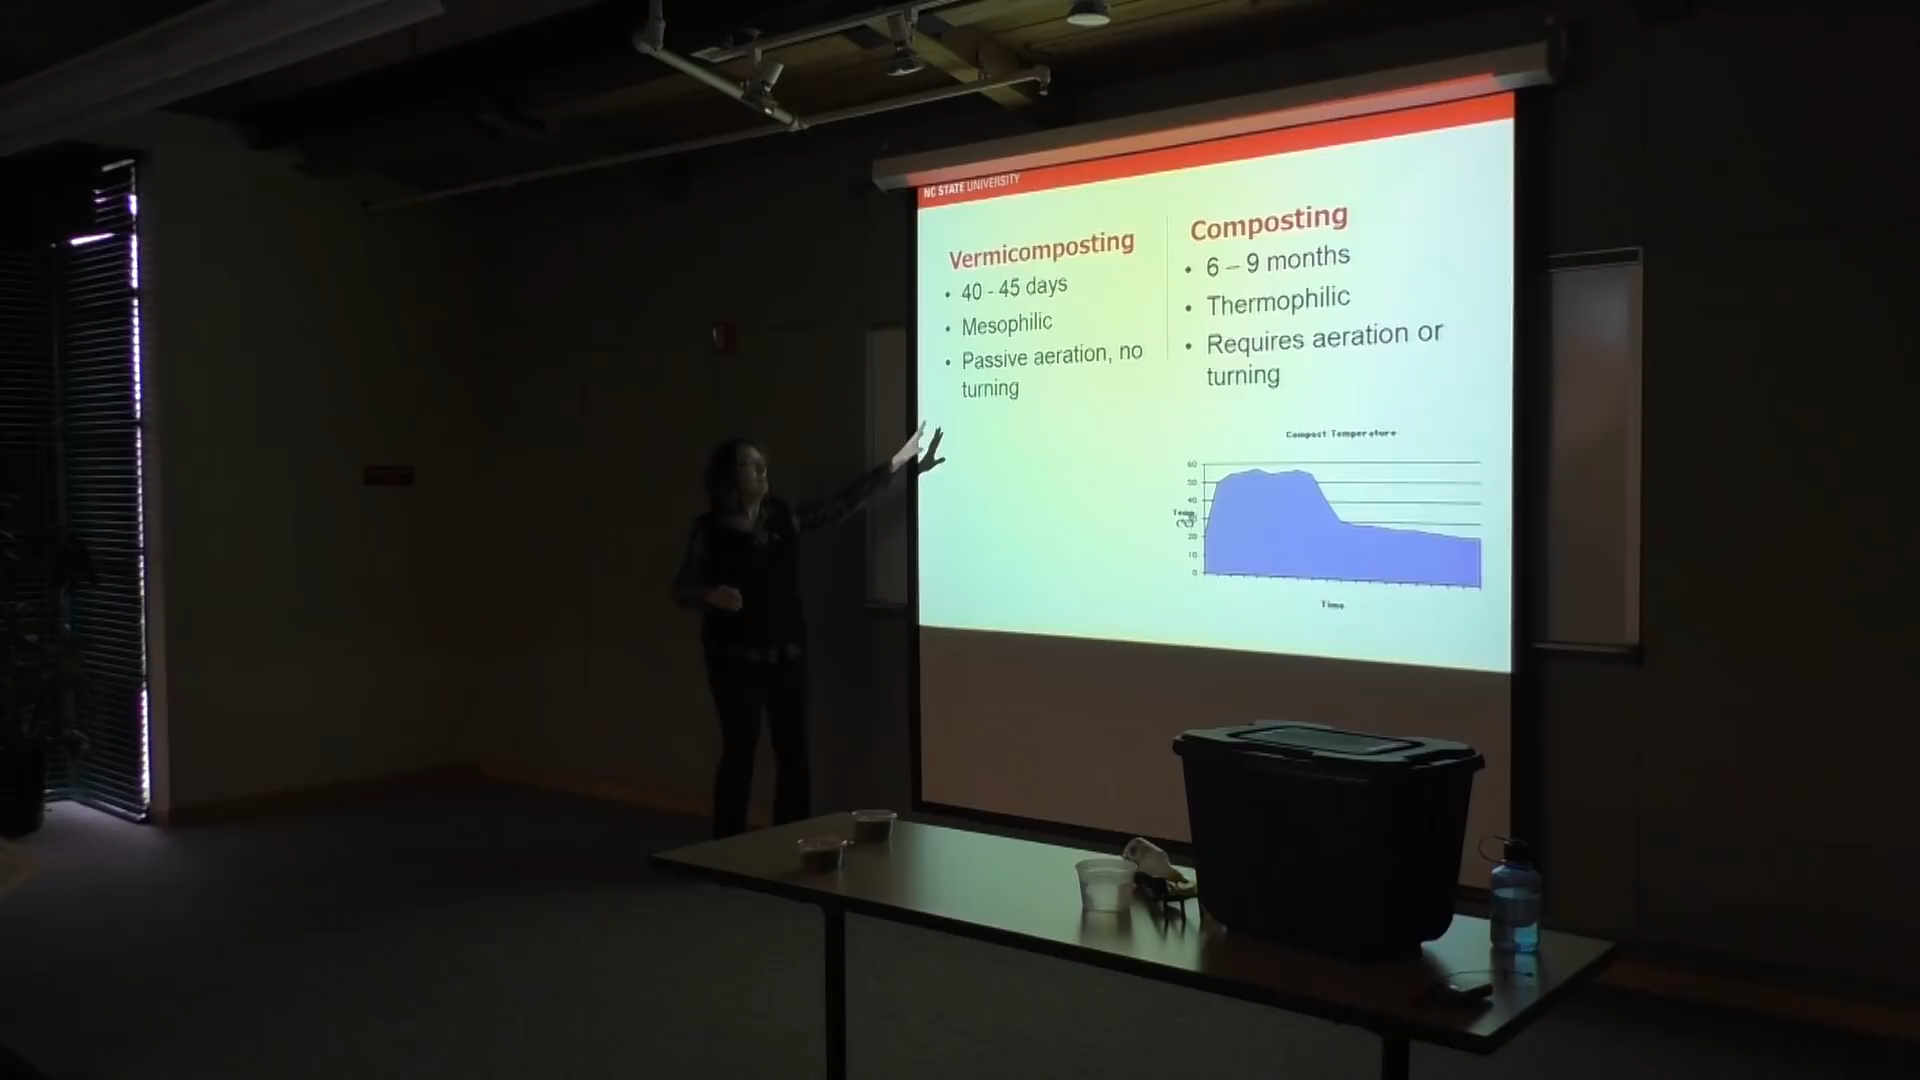 NC STATE UNIVERSITY
Vermicomposting
• 40 - 45 days
• Mesophilic
• Passive aeration, no
turning
Composting
• 6 – 9 months
• Thermophilic
• Requires aeration or
turning
Compost Temperature
60
50
40
20
10
0
Temp
(°C)
Time